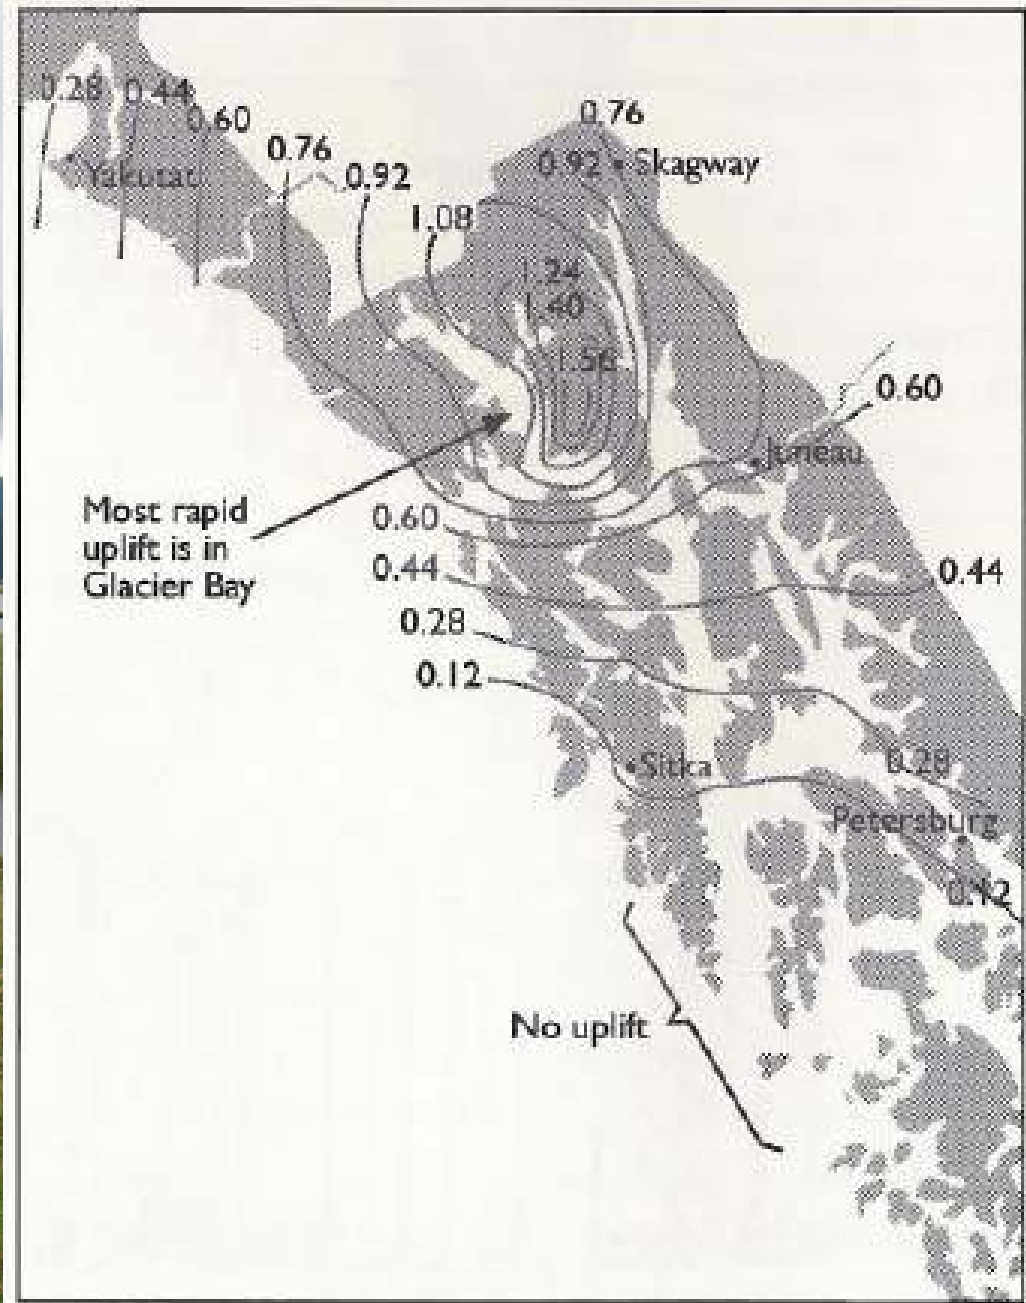 0.76
0.28 0.44
0.60
0.76
0.92 Skagway
0.92
Yakutat
1.08
1.24
1.40
1.56
0.60
Juneau
Most rapid
uplift is in
Glacier Bay
0.60
0.44
0.44
0.28
0.12
Sitka
0.28
Petersburg
0.12
No uplift